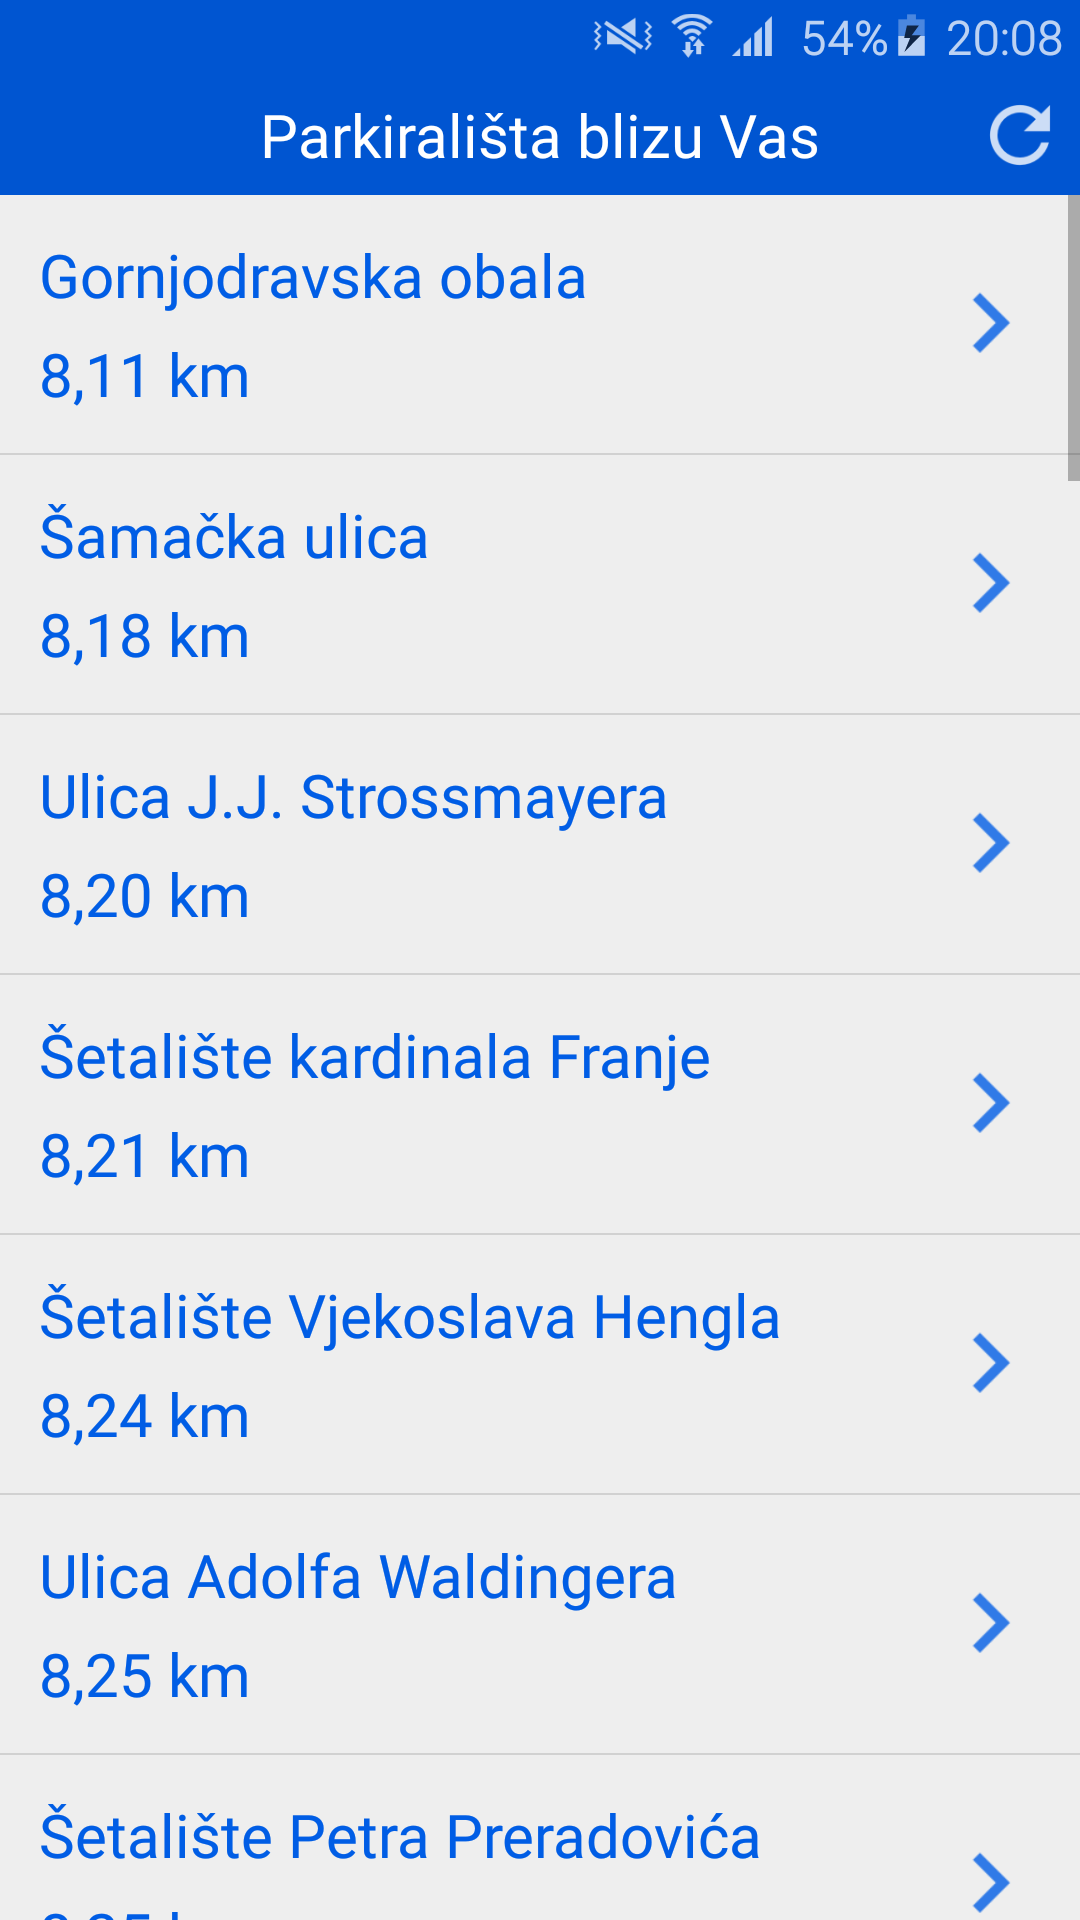 54% 20:08
Parkirališta blizu Vas
Gornjodravska obala
8,11 km
Šamačka ulica
8,18 km
Ulica J.J. Strossmayera
8,20 km
Šetalište kardinala Franje
8,21 km
Šetalište Vjekoslava Hengla
8,24 km
Ulica Adolfa Waldingera
8,25 km
Šetalište Petra Preradovića